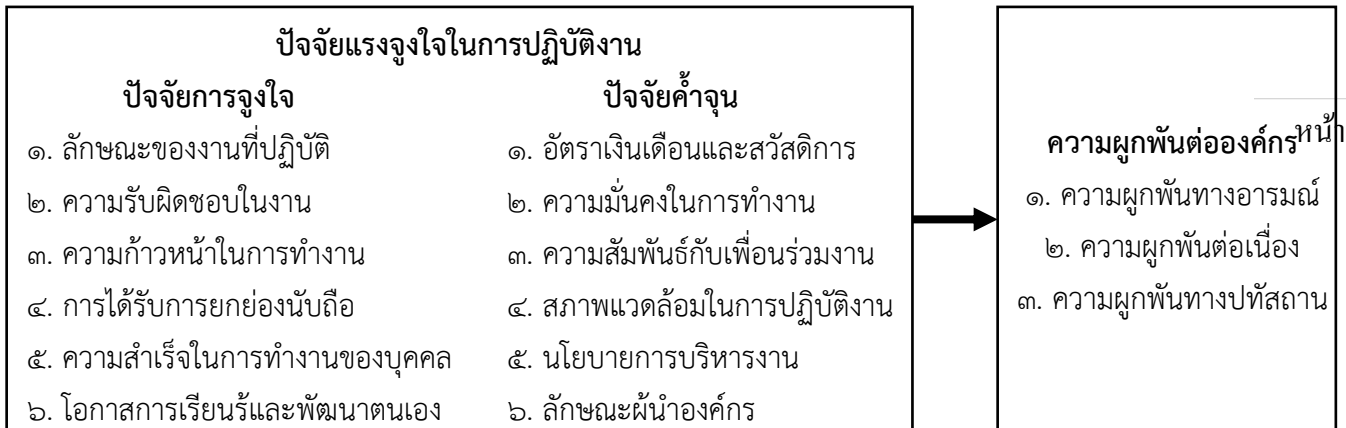 ปัจจัยแรงจูงใจในการปฏิบัติงาน
ปัจจัยการจูงใจ
๑. ลักษณะของงานที่ปฏิบัติ
๒. ความรับผิดชอบในงาน
๓. ความก้าวหน้าในการทำงาน
๔. การได้รับการยกย่องนับถือ
๕. ความสำเร็จในการทำงานของบุคคล
๖. โอกาสการเรียนรู้และพัฒนาตนเอง
ปัจจัยค้ำจุน
๑. อัตราเงินเดือนและสวัสดิการ
๒. ความมั่นคงในการทำงาน
๓. ความสัมพันธ์กับเพื่อนร่วมงาน
๔. สภาพแวดล้อมในการปฏิบัติงาน
๕. นโยบายการบริหารงาน
๖. ลักษณะผู้นำองค์กร
หน้า
ความผูกพันต่อองค์กร
๑. ความผูกพันทางอารมณ์
๒. ความผูกพันต่อเนื่อง
๓. ความผูกพันทางปทัสถาน